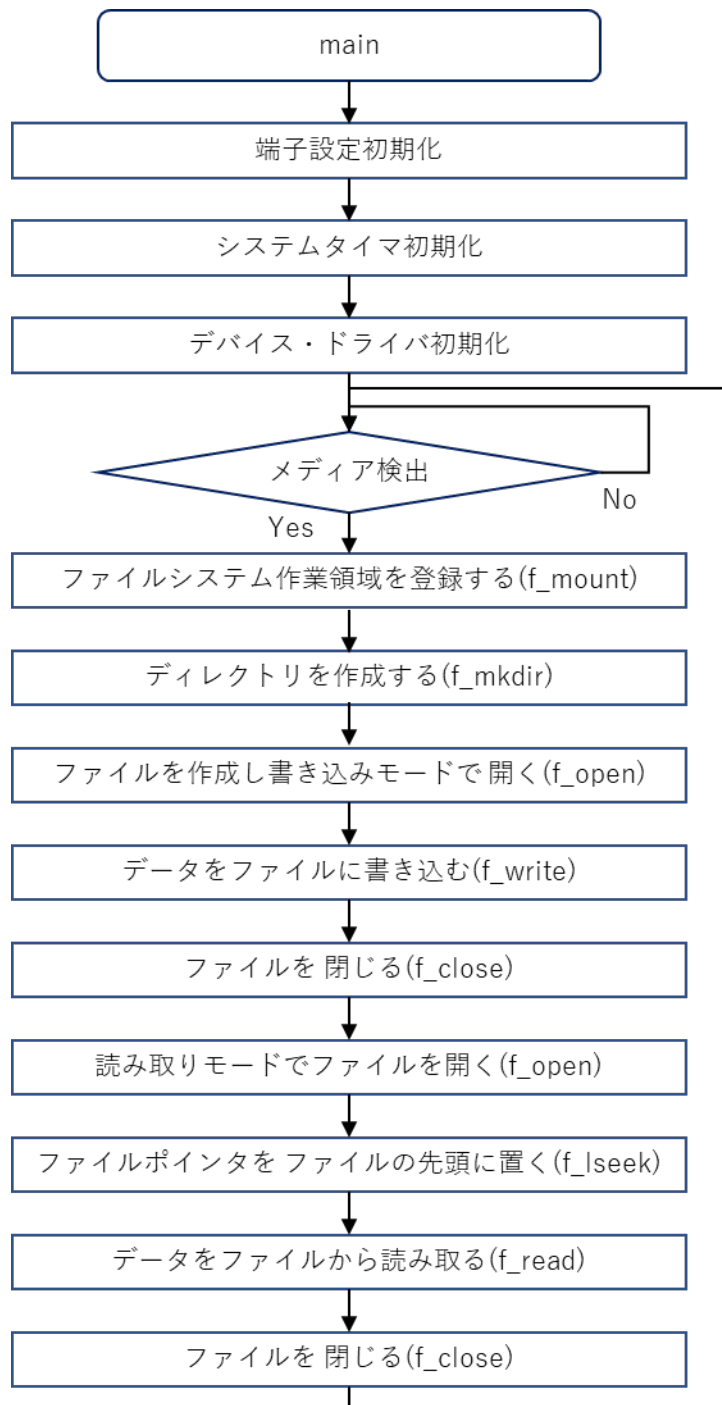 main
端子設定初期化
システムタイマ初期化
デバイス・ドライバ初期化
メディア検出
No
Yes
ファイルシステム作業領域を登録する(f_mount)
ディレクトリを作成する(f_mkdir)
ファイルを作成し書き込みモードで 開く(f_open)
データをファイルに書き込む(f_write)
ファイルを 閉じる(f_close)
読み取りモードでファイルを開く(f_open)
ファイルポインタを ファイルの先頭に置く(f_lseek)
データをファイルから読み取る(f_read)
ファイルを 閉じる(f_close)